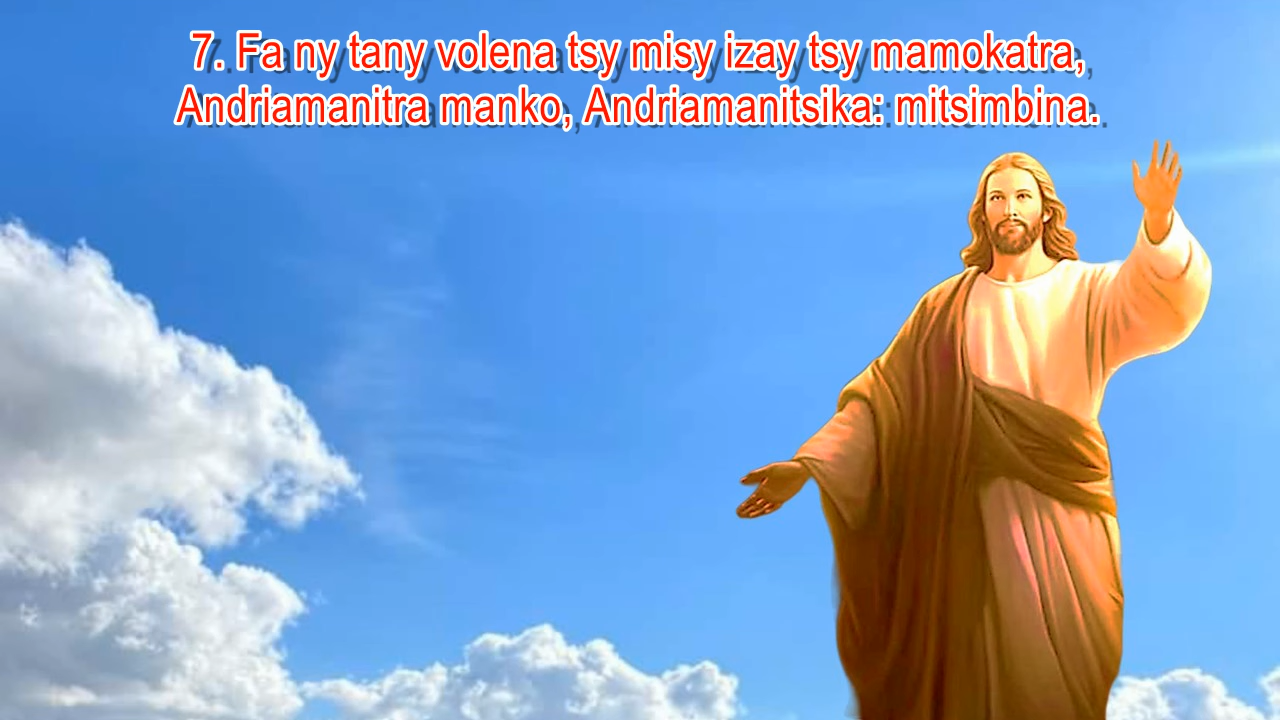 7. Fa ny tany volena tsy misy izay tsy mamokatra,
Andriamanitra manko, Andriamanitsika: mitsimbina.